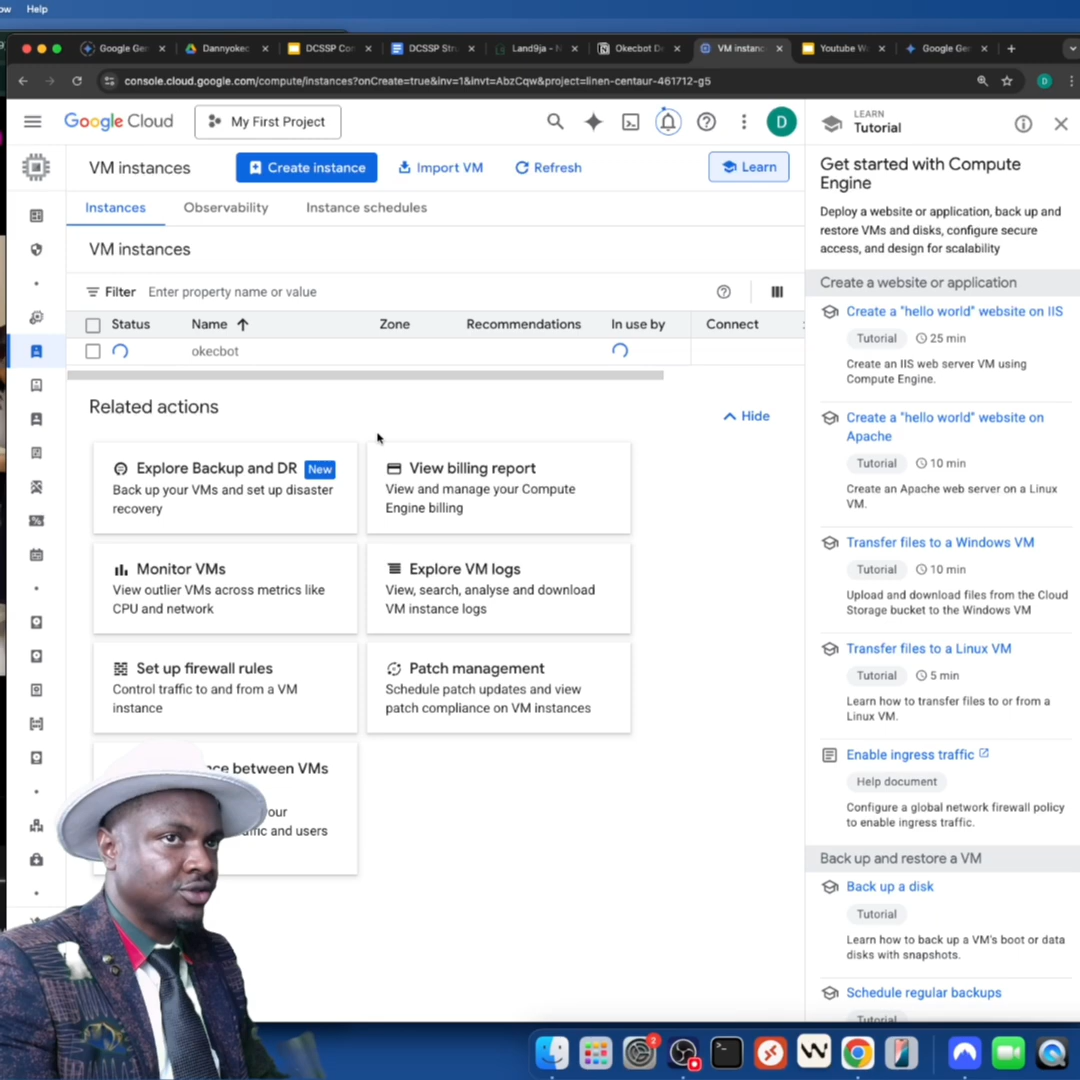 ow Help
Google Ger
Dannyokec
DCSSP Co
DCSSP Str
Land9ja - N
Okecbot D
VM instanc
Youtube W
Google Ger
console.cloud.google.com/compute/instances?onCreate=true&inv=1&invt=AbzCqw&project=linen-centaur-461712-g5
D
Google Cloud
My First Project
D
VM instances
Create instance
Import VM
Refresh
Learn
Instances
Observability
Instance schedules
VM instances
Filter Enter property name or value
Status Name Zone Recommendations In use by Connect
okecbot
Related actions
Hide
Explore Backup and DR New
Back up your VMs and set up disaster
recovery
View billing report
View and manage your Compute
Engine billing
Monitor VMs
View outlier VMs across metrics like
CPU and network
Explore VM logs
View, search, analyse and download
VM instance logs
Set up firewall rules
Control traffic to and from a VM
instance
Patch management
Schedule patch updates and view
patch compliance on VM instances
nce between VMs
our
affic and users
LEARN
Tutorial
Get started with Compute
Engine
Deploy a website or application, back up and
restore VMs and disks, configure secure
access, and design for scalability
Create a website or application
Create a "hello world" website on IIS
Tutorial 25 min
Create an IIS web server VM using
Compute Engine.
Create a "hello world" website on
Apache
Tutorial 10 min
Create an Apache web server on a Linux
VM.
Transfer files to a Windows VM
Tutorial 10 min
Upload and download files from the Cloud
Storage bucket to the Windows VM
Transfer files to a Linux VM
Tutorial 5 min
Learn how to transfer files to or from a
Linux VM.
Enable ingress traffic
Help document
Configure a global network firewall policy
to enable ingress traffic.
Back up and restore a VM
Back up a disk
Tutorial
Learn how to back up a VM's boot or data
disks with snapshots.
Schedule regular backups
Tutorial
2